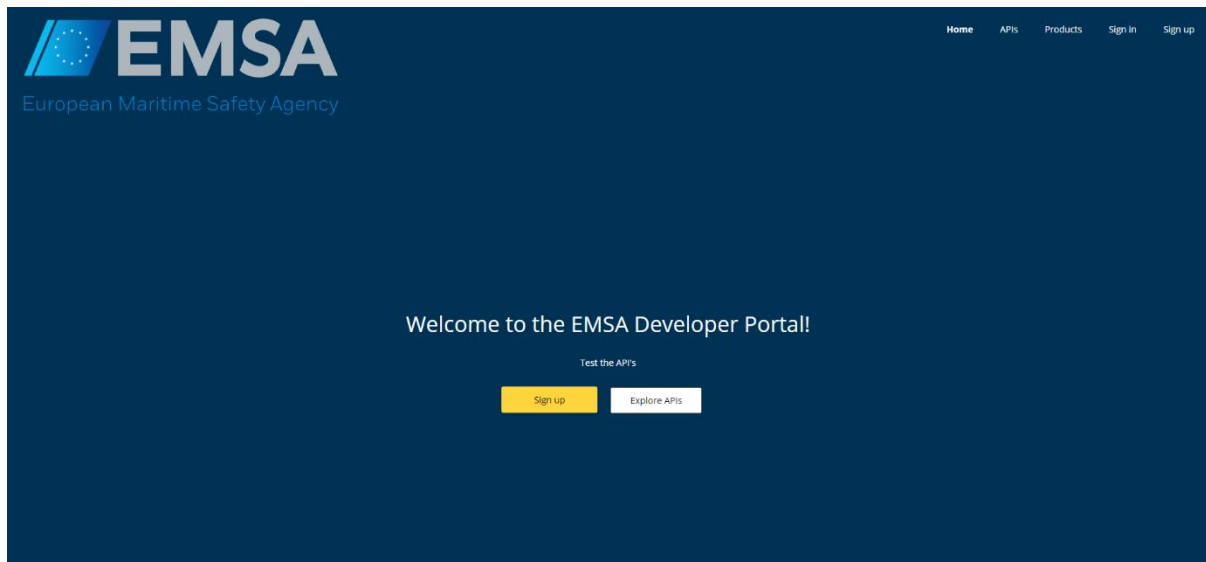 EMSA
European Maritime Safety Agency
Home APIs Products Sign in Sign up
Welcome to the EMSA Developer Portal!
Test the API's
Sign up Explore APIs